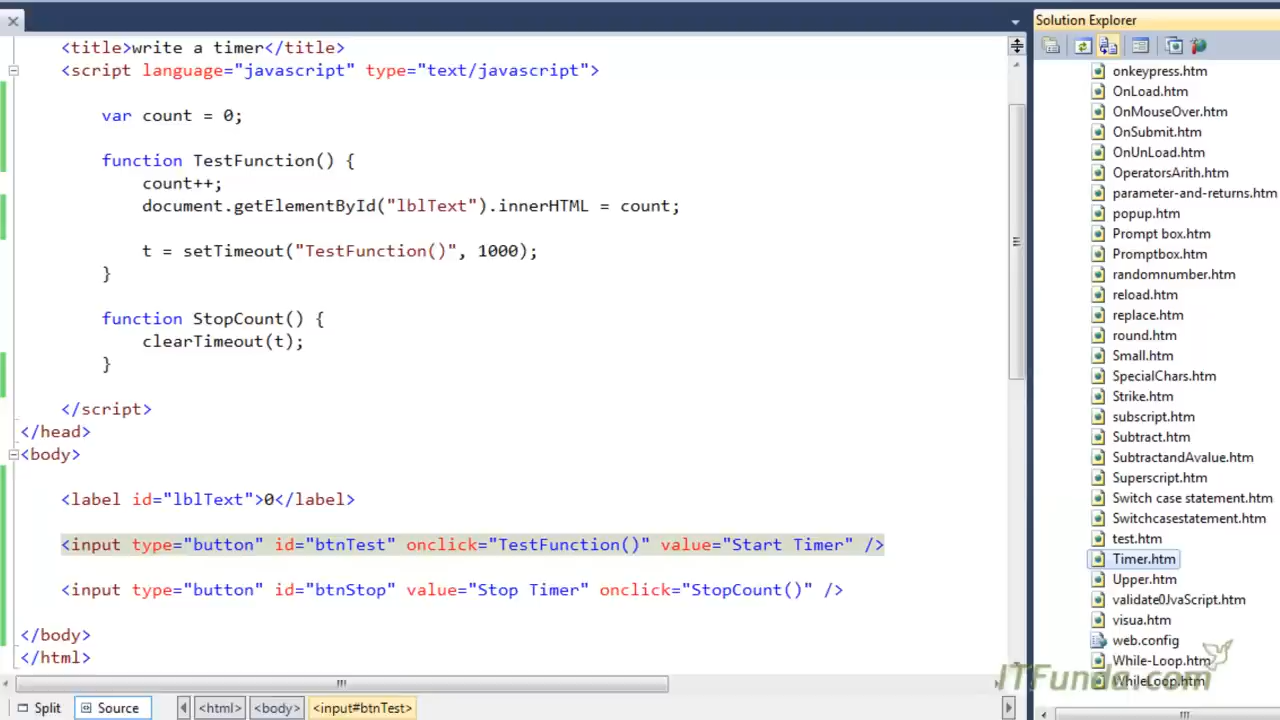 <title>write a timer</title>
<script language="javascript" type="text/javascript">
var count = 0;
function TestFunction() {
count++;
document.getElementById("lblText").innerHTML = count;
t = setTimeout("TestFunction()", 1000);
}
function StopCount() {
clearTimeout(t);
}
</script>
</head>
<body>
<label id="lblText">0</label>
<input type="button" id="btnTest" onclick="TestFunction()" value="Start Timer" />
<input type="button" id="btnStop" value="Stop Timer" onclick="StopCount()" />
</body>
</html>
Split
Source
<html>
<body>
<input#btnTest>
Solution Explorer
onkeypress.htm
OnLoad.htm
OnMouseOver.htm
OnSubmit.htm
OnUnLoad.htm
OperatorsArith.htm
parameter-and-returns.htm
popup.htm
Prompt box.htm
Promptbox.htm
randomnumber.htm
reload.htm
replace.htm
round.htm
Small.htm
SpecialChars.htm
Strike.htm
subscript.htm
Subtract.htm
SubtractandAvalue.htm
Superscript.htm
Switch case statement.htm
Switchcasestatement.htm
test.htm
Timer.htm
Upper.htm
validate0JvaScript.htm
visua.htm
web.config
While-Loop.htm
WhileLoop.htm
ITFunda.com